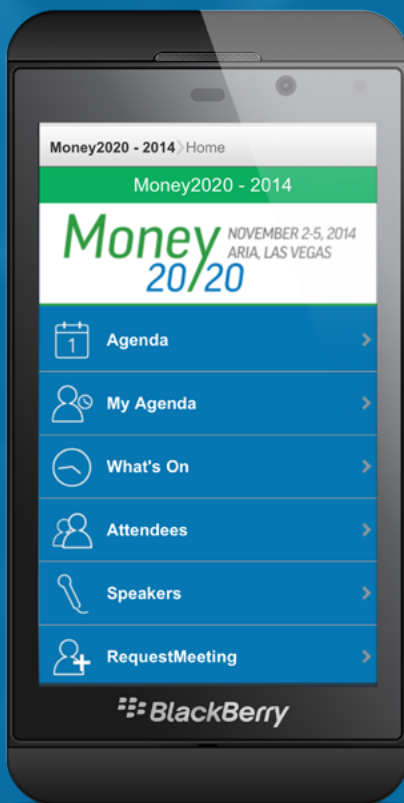 Money2020 - 2014 Home
Money2020 - 2014
Money NOVEMBER 2-5, 2014
20/20 ARIA, LAS VEGAS
1 Agenda
My Agenda
What's On
Attendees
Speakers
RequestMeeting
BlackBerry